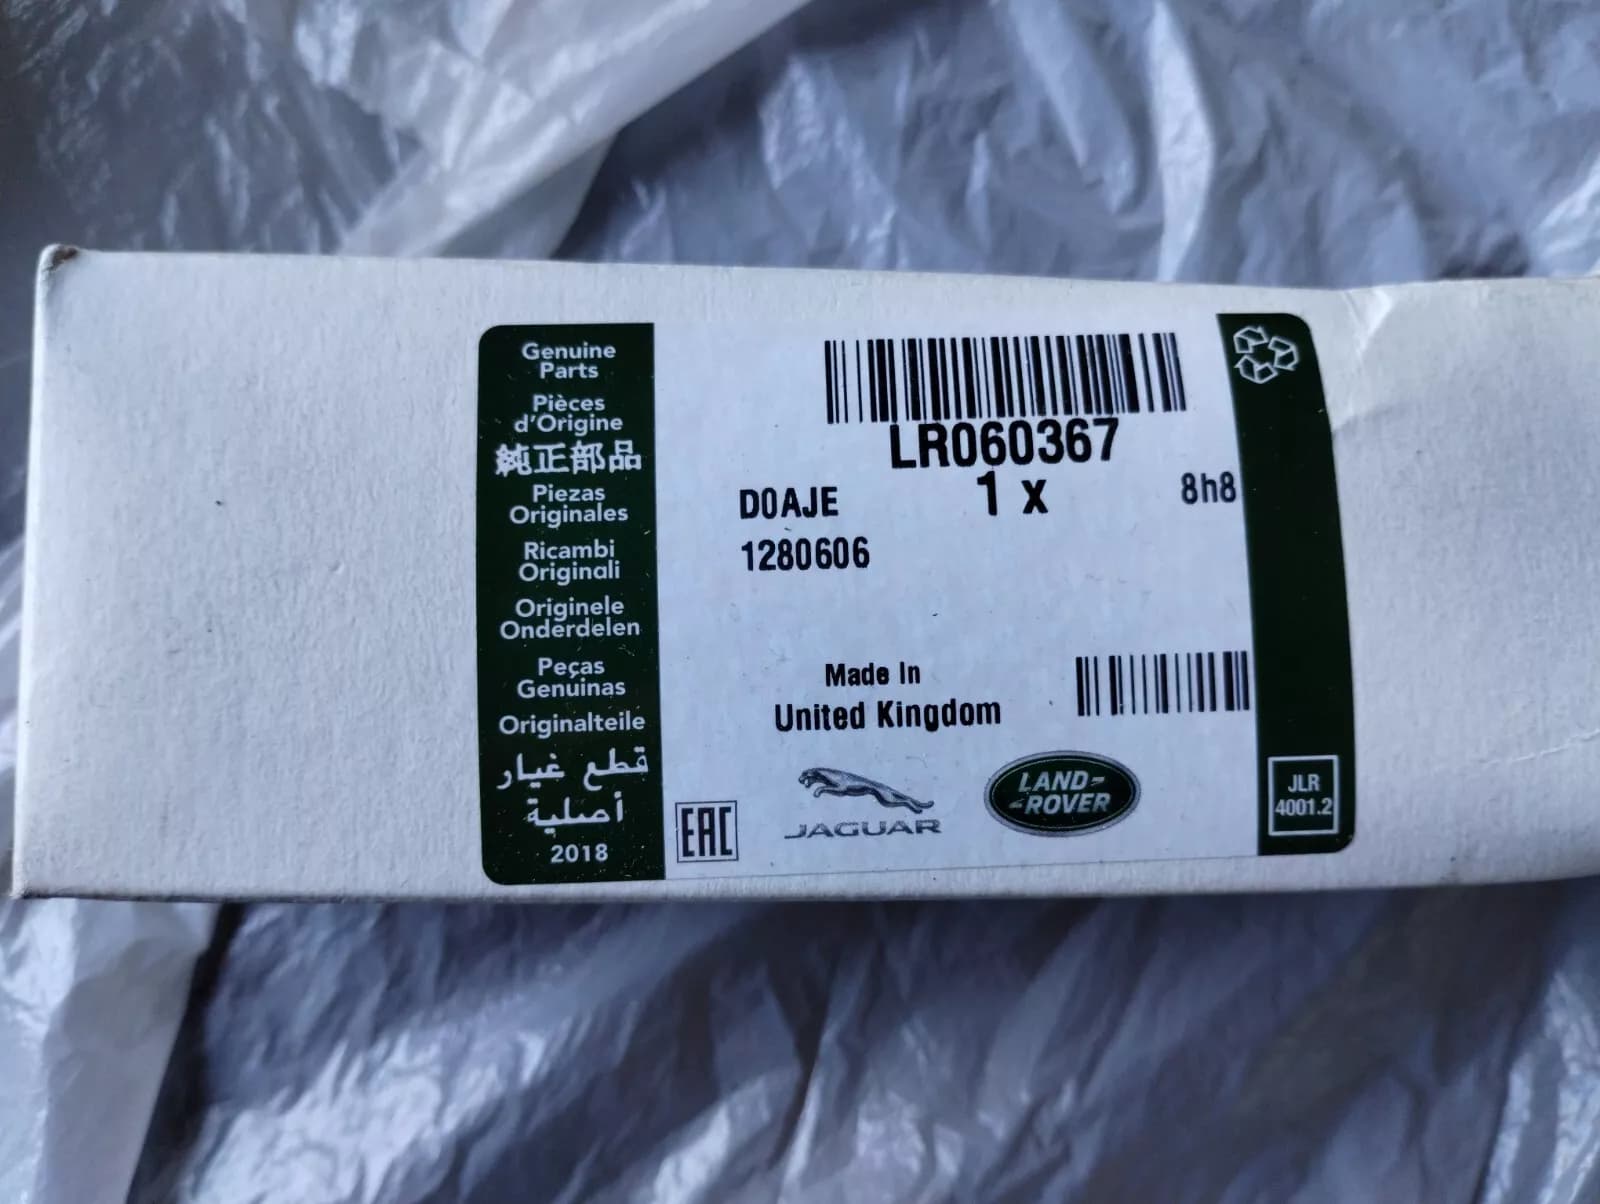 Genuine
Parts
Pièces
d'Origine
純正部品
Piezas
Originales
Ricambi
Originali
Originele
Onderdelen
Peças
Genuinas
Originalteile
قطع غيار
أصلية
2018
LR060367
1 x
8h8
D0AJE
1280606
Made In
United Kingdom
EAC
JAGUAR
LAND-
-ROVER
JLR
4001.2